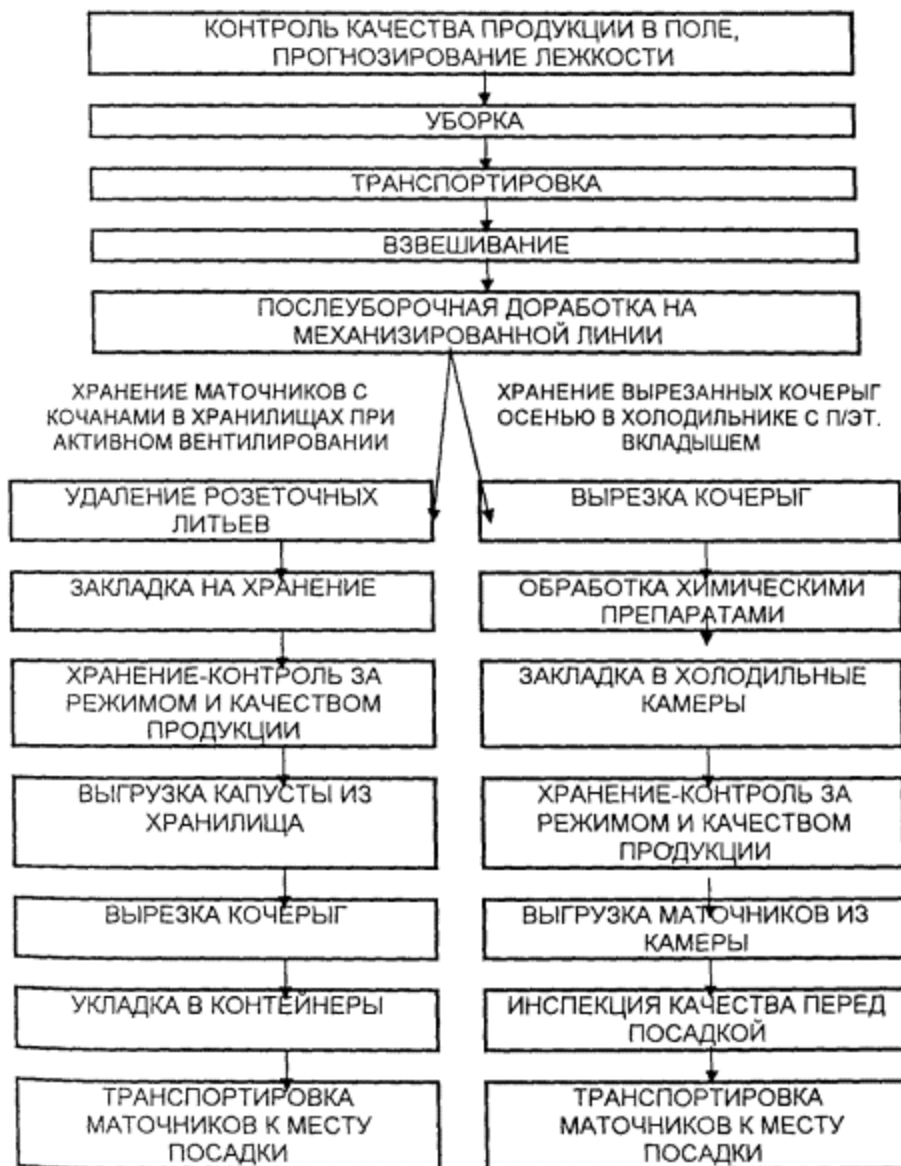 КОНТРОЛЬ КАЧЕСТВА ПРОДУКЦИИ В ПОЛЕ,
ПРОГНОЗИРОВАНИЕ ЛЕЖКОСТИ
УБОРКА
ТРАНСПОРТИРОВКА
ВЗВЕШИВАНИЕ
ПОСЛЕУБОРОЧНАЯ ДОРАБОТКА НА
МЕХАНИЗИРОВАННОЙ ЛИНИИ
ХРАНЕНИЕ МАТОЧНИКОВ С
КОЧАНАМИ В ХРАНИЛИЩАХ ПРИ
АКТИВНОМ ВЕНТИЛИРОВАНИИ
УДАЛЕНИЕ РОЗЕТОЧНЫХ
ЛИТЬЕВ
ЗАКЛАДКА НА ХРАНЕНИЕ
ХРАНЕНИЕ-КОНТРОЛЬ ЗА
РЕЖИМОМ И КАЧЕСТВОМ
ПРОДУКЦИИ
ВЫГРУЗКА КАПУСТЫ ИЗ
ХРАНИЛИЩА
ВЫРЕЗКА КОЧЕРЫГ
УКЛАДКА В КОНТЕЙНЕРЫ
ТРАНСПОРТИРОВКА
МАТОЧНИКОВ К МЕСТУ
ПОСАДКИ
ХРАНЕНИЕ ВЫРЕЗАННЫХ КОЧЕРЫГ
ОСЕНЬЮ В ХОЛОДИЛЬНИКЕ С П/ЭТ.
ВКЛАДЫШЕМ
ВЫРЕЗКА КОЧЕРЫГ
ОБРАБОТКА ХИМИЧЕСКИМИ
ПРЕПАРАТАМИ
ЗАКЛАДКА В ХОЛОДИЛЬНЫЕ
КАМЕРЫ
ХРАНЕНИЕ-КОНТРОЛЬ ЗА
РЕЖИМОМ И КАЧЕСТВОМ
ПРОДУКЦИИ
ВЫГРУЗКА МАТОЧНИКОВ ИЗ
КАМЕРЫ
ИНСПЕКЦИЯ КАЧЕСТВА ПЕРЕД
ПОСАДКОЙ
ТРАНСПОРТИРОВКА
МАТОЧНИКОВ К МЕСТУ
ПОСАДКИ